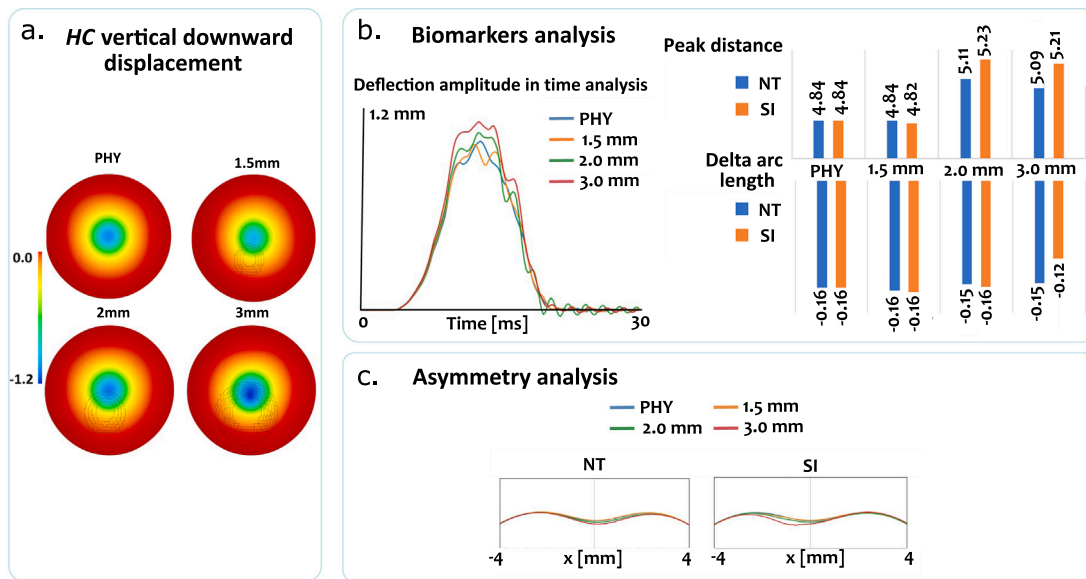 a.
HC vertical downward
displacement
PHY
1.5mm
0.0
-1.2
2mm
3mm
b.
Biomarkers analysis
Deflection amplitude in time analysis
1.2 mm
PHY
1.5 mm
2.0 mm
3.0 mm
0
Time [ms]
30
Peak distance
NT
SI
4.84
4.84
4.84
4.82
5.11
5.23
5.09
5.21
Delta arc
length
NT
SI
PHY
1.5 mm
2.0 mm
3.0 mm
-0.16
-0.16
-0.16
-0.16
-0.15
-0.16
-0.15
-0.12
c.
Asymmetry analysis
PHY
1.5 mm
2.0 mm
3.0 mm
NT
SI
-4
x [mm]
4
-4
x [mm]
4